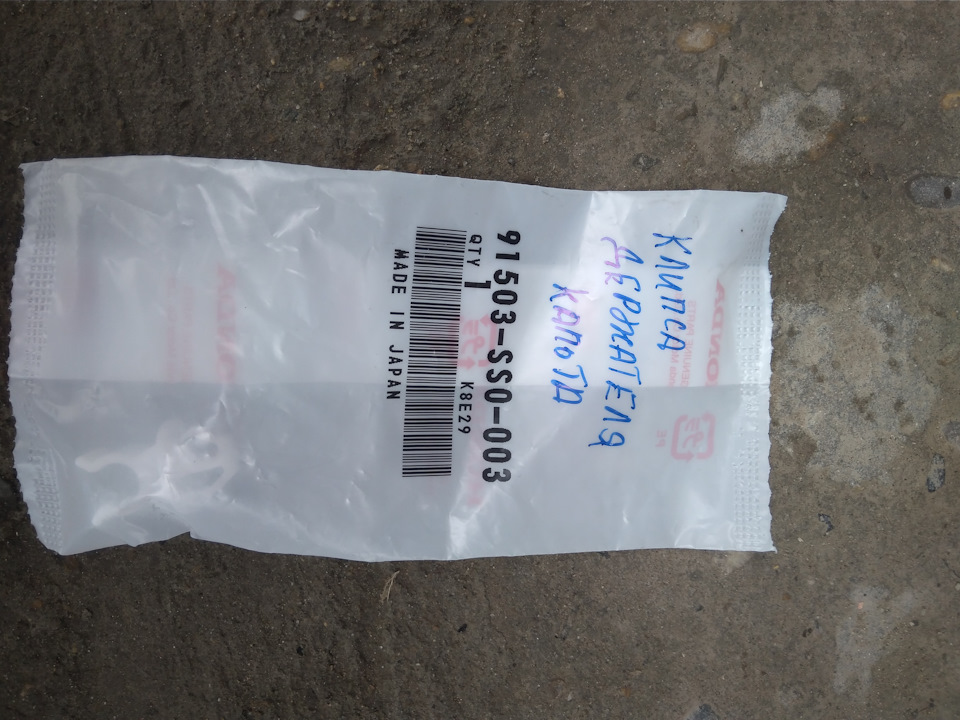 КЛИПСА
ДЕРЖАТЕЛЯ
КАПОТА
91503-SS0-003
QTY 1
K8E29
MADE IN JAPAN